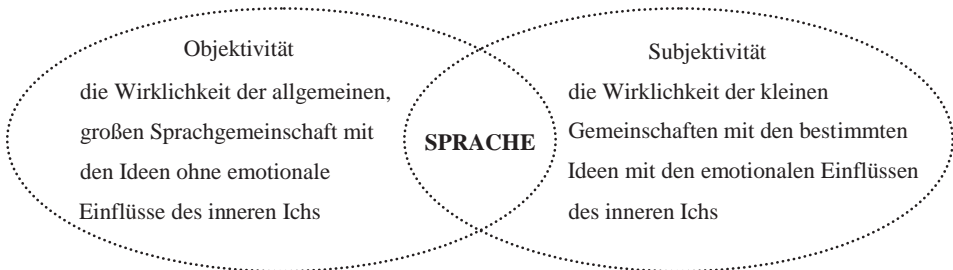 Objektivität
die Wirklichkeit der allgemeinen,
großen Sprachgemeinschaft mit
den Ideen ohne emotionale
Einflüsse des inneren Ichs
SPRACHE
Subjektivität
die Wirklichkeit der kleinen
Gemeinschaften mit den bestimmten
Ideen mit den emotionalen Einflüssen
des inneren Ichs